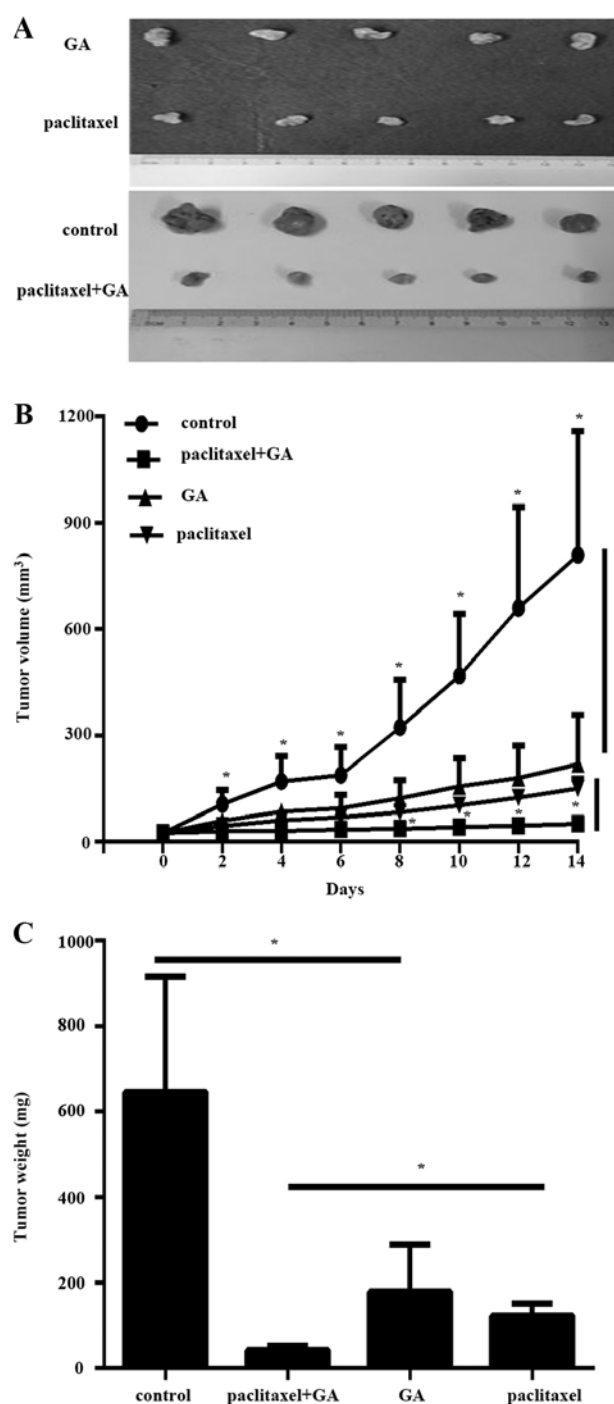 A
GA
paclitaxel
control
paclitaxel+GA
B
1200
900
600
300
0
Tumor volume (mm³)
control
paclitaxel+GA
GA
paclitaxel
*
*
*
*
*
*
*
*
*
*
*
0 2 4 6 8 10 12 14
Days
C
1000
800
600
400
200
0
Tumor weight (mg)
*
*
control paclitaxel+GA GA paclitaxel